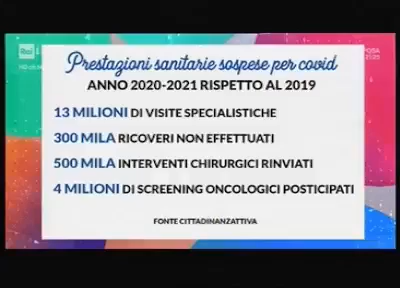 Rai
Prestazioni sanitarie sospese per covid
ANNO 2020-2021 RISPETTO AL 2019
13 MILIONI DI VISITE SPECIALISTICHE
300 MILA RICOVERI NON EFFETTUATI
500 MILA INTERVENTI CHIRURGICI RINVIATI
4 MILIONI DI SCREENING ONCOLOGICI POSTICIPATI
FONTE CITTADINANZATTIVA